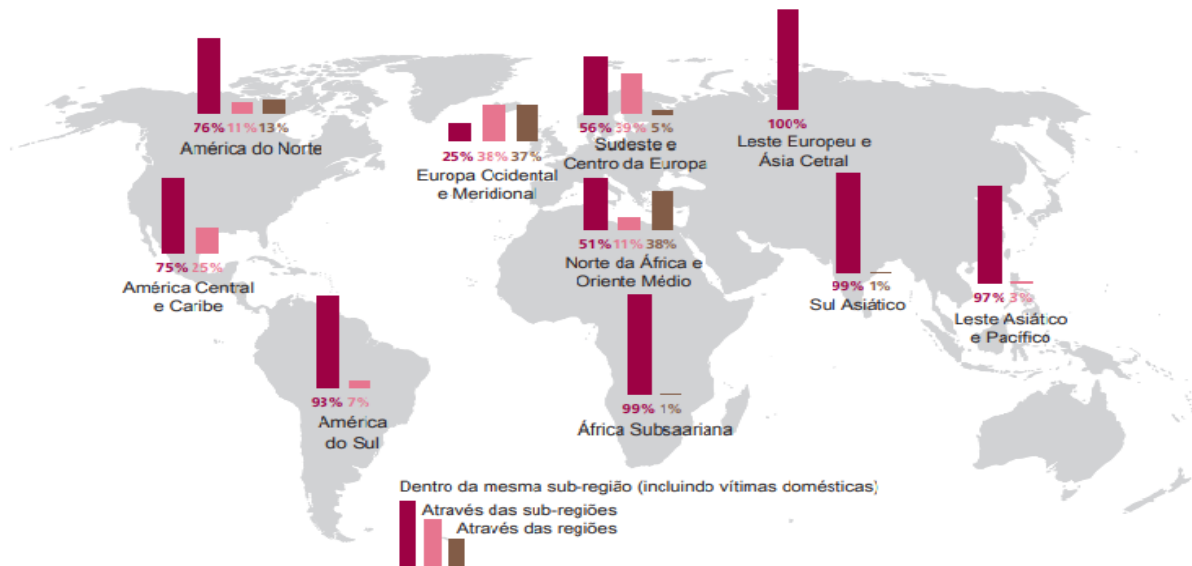 76% 11% 13%
América do Norte
25% 38% 37%
Europa Ocidental
e Meridional
56% 39% 5%
Sudeste e
Centro da Europa
100%
Leste Europeu e
Ásia Cetral
75% 25%
América Central
e Caribe
51% 11% 38%
Norte da África e
Oriente Médio
99% 1%
Sul Asiático
97% 3%
Leste Asiático
e Pacífico
93% 7%
América
do Sul
99% 1%
África Subsaariana
Dentro da mesma sub-região (incluindo vítimas domésticas)
Através das sub-regiões
Através das regiões